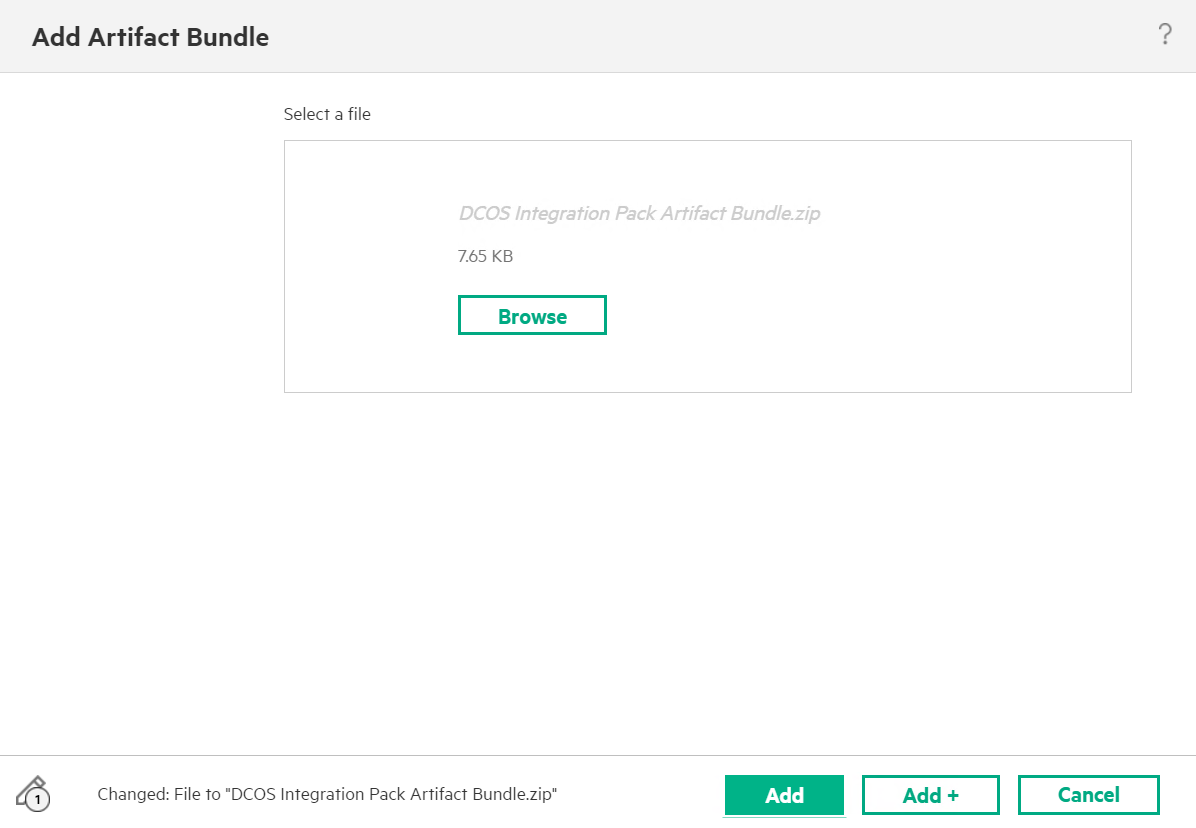 Add Artifact Bundle
?
Select a file
DCOS Integration Pack Artifact Bundle.zip
7.65 KB
Browse
1
Changed: File to "DCOS Integration Pack Artifact Bundle.zip"
Add
Add +
Cancel